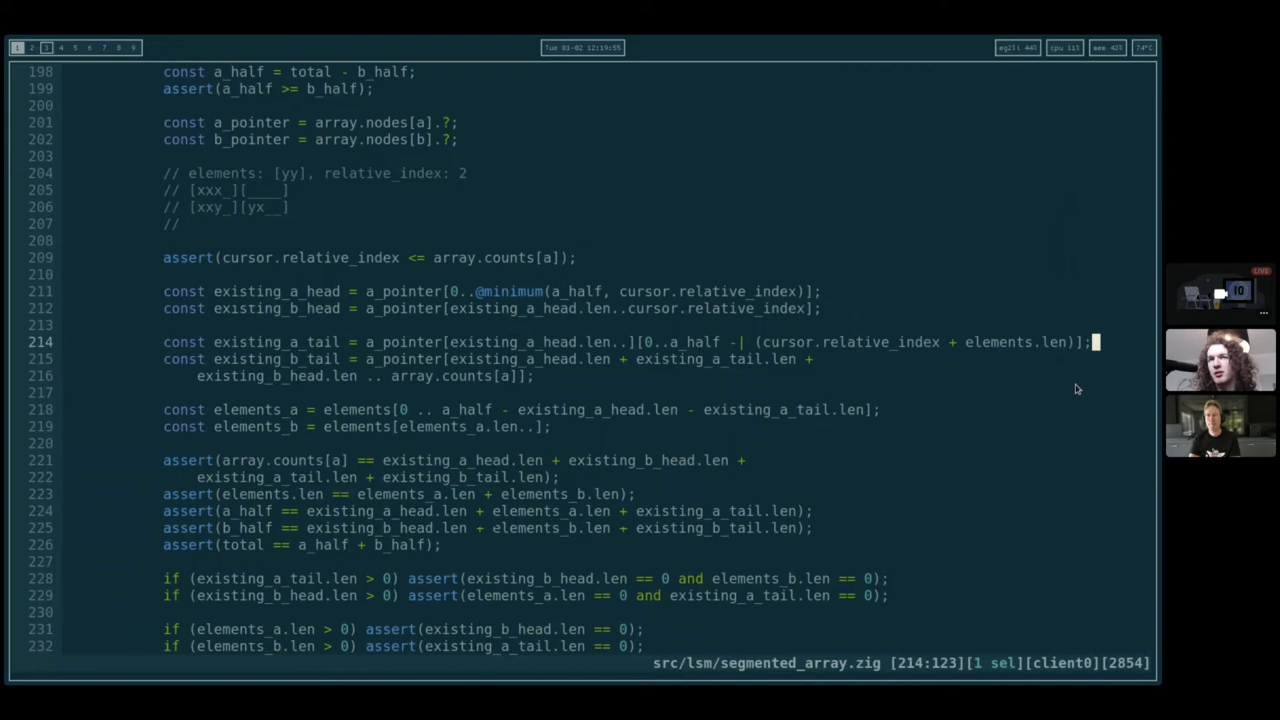 1 2 3 4 5 6 7 8 9
Tue 01-02 12:19:55
cpu 11%
mem 42%
74°C
198 const a_half = total - b_half;
199 assert(a_half >= b_half);
200
201 const a_pointer = array.nodes[a].?;
202 const b_pointer = array.nodes[b].?;
203
204 // elements: [yy], relative_index: 2
205 // [xxx_][____]
206 // [xxy_][yx__]
207 //
208
209 assert(cursor.relative_index <= array.counts[a]);
210
211 const existing_a_head = a_pointer[0..@minimum(a_half, cursor.relative_index)];
212 const existing_b_head = a_pointer[existing_a_head.len..cursor.relative_index];
213
214 const existing_a_tail = a_pointer[existing_a_head.len..][0..a_half -| (cursor.relative_index + elements.len)];
215 const existing_b_tail = a_pointer[existing_a_head.len + existing_a_tail.len +
216 existing_b_head.len .. array.counts[a]];
217
218 const elements_a = elements[0 .. a_half - existing_a_head.len - existing_a_tail.len];
219 const elements_b = elements[elements_a.len..];
220
221 assert(array.counts[a] == existing_a_head.len + existing_b_head.len +
222 existing_a_tail.len + existing_b_tail.len);
223 assert(elements.len == elements_a.len + elements_b.len);
224 assert(a_half == existing_a_head.len + elements_a.len + existing_a_tail.len);
225 assert(b_half == existing_b_head.len + elements_b.len + existing_b_tail.len);
226 assert(total == a_half + b_half);
227
228 if (existing_a_tail.len > 0) assert(existing_b_head.len == 0 and elements_b.len == 0);
229 if (existing_b_head.len > 0) assert(elements_a.len == 0 and existing_a_tail.len == 0);
230
231 if (elements_a.len > 0) assert(existing_b_head.len == 0);
232 if (elements_b.len > 0) assert(existing_a_tail.len == 0);
src/lsm/segmented_array.zig [214:123][1 sel][client0][2854]
LIVE
10